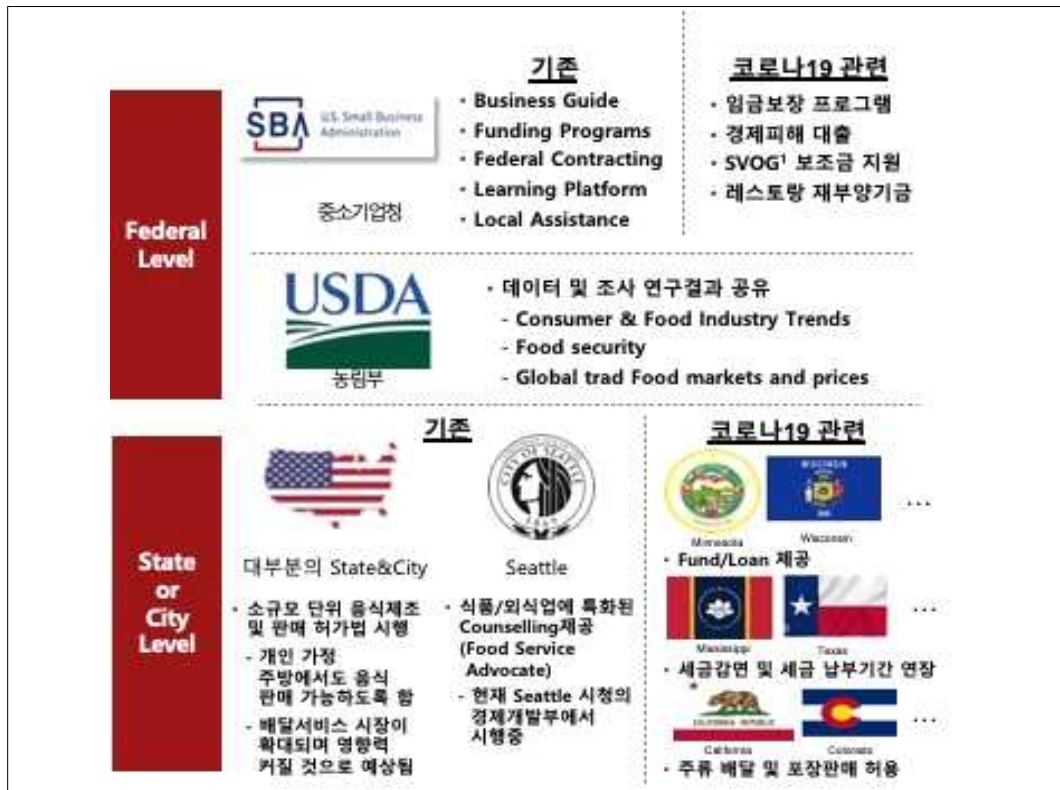 기존
코로나19 관련
SBA
U.S. Small Business
Administration
중소기업청
• Business Guide
• Funding Programs
• Federal Contracting
• Learning Platform
• Local Assistance
• 임금보장 프로그램
• 경제피해 대출
• SVOG¹ 보조금 지원
• 레스토랑 재부양기금
Federal
Level
USDA
농림부
• 데이터 및 조사 연구결과 공유
- Consumer & Food Industry Trends
- Food security
- Global trad Food markets and prices
State
or
City
Level
기존
코로나19 관련
대부분의 State&City
• 소규모 단위 음식제조
및 판매 허가법 시행
- 개인 가정
주방에서도 음식
판매 가능하도록 함
- 배달서비스 시장이
확대되며 영향력
커질 것으로 예상됨
CITY OF SEATTLE
1869
Seattle
• 식품/외식업에 특화된
Counselling제공
(Food Service
Advocate)
- 현재 Seattle 시청의
경제개발부에서
시행중
WISCONSIN
Minnesota
Wisconsin
...
• Fund/Loan 제공
Mississippi
Texas
...
• 세금감면 및 세금 납부기간 연장
CALIFORNIA REPUBLIC
California
Colorado
...
• 주류 배달 및 포장판매 허용